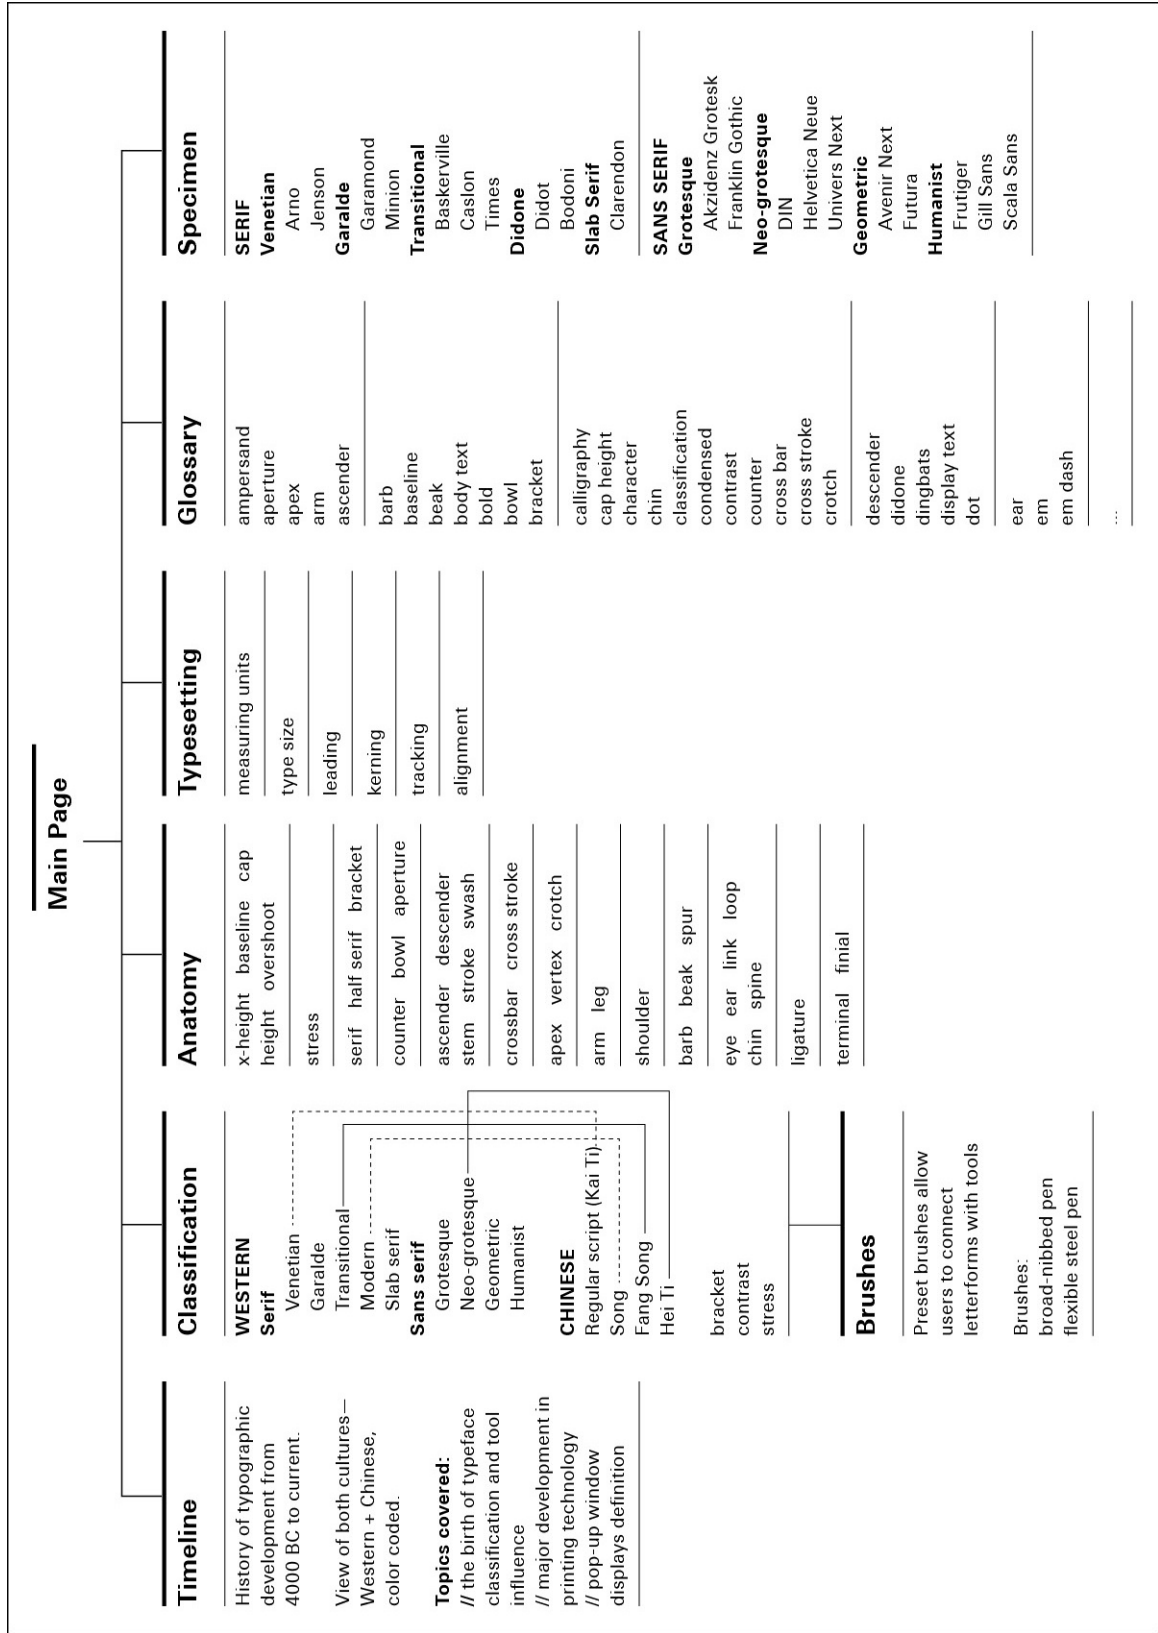 Main Page
Timeline
History of typographic
development from
4000 BC to current.
View of both cultures—
Western + Chinese,
color coded.
Topics covered:
// the birth of typeface
classification and tool
influence
// major development in
printing technology
// pop-up window
displays definition
Classification
WESTERN
Serif
Venetian
Garalde
Transitional
Modern
Slab serif
Sans serif
Grotesque
Neo-grotesque
Geometric
Humanist
CHINESE
Regular script (Kai Ti)
Song
Fang Song
Hei Ti
bracket
contrast
stress
Brushes
Preset brushes allow
users to connect
letterforms with tools
Brushes:
broad-nibbed pen
flexible steel pen
Anatomy
x-height baseline cap
height overshoot
stress
serif half serif bracket
counter bowl aperture
ascender descender
stem stroke swash
crossbar cross stroke
apex vertex crotch
arm leg
shoulder
barb beak spur
eye ear link loop
chin spine
ligature
terminal finial
Typesetting
measuring units
type size
leading
kerning
tracking
alignment
Glossary
ampersand
aperture
apex
arm
ascender
barb
baseline
beak
body text
bold
bowl
bracket
calligraphy
cap height
character
chin
classification
condensed
contrast
counter
cross bar
cross stroke
crotch
descender
didone
dingbats
display text
dot
ear
em
em dash
...
Specimen
SERIF
Venetian
Arno
Jenson
Garalde
Garamond
Minion
Transitional
Baskerville
Caslon
Times
Didone
Didot
Bodoni
Slab Serif
Clarendon
SANS SERIF
Grotesque
Akzidenz Grotesk
Franklin Gothic
Neo-grotesque
DIN
Helvetica Neue
Univers Next
Geometric
Avenir Next
Futura
Humanist
Frutiger
Gill Sans
Scala Sans